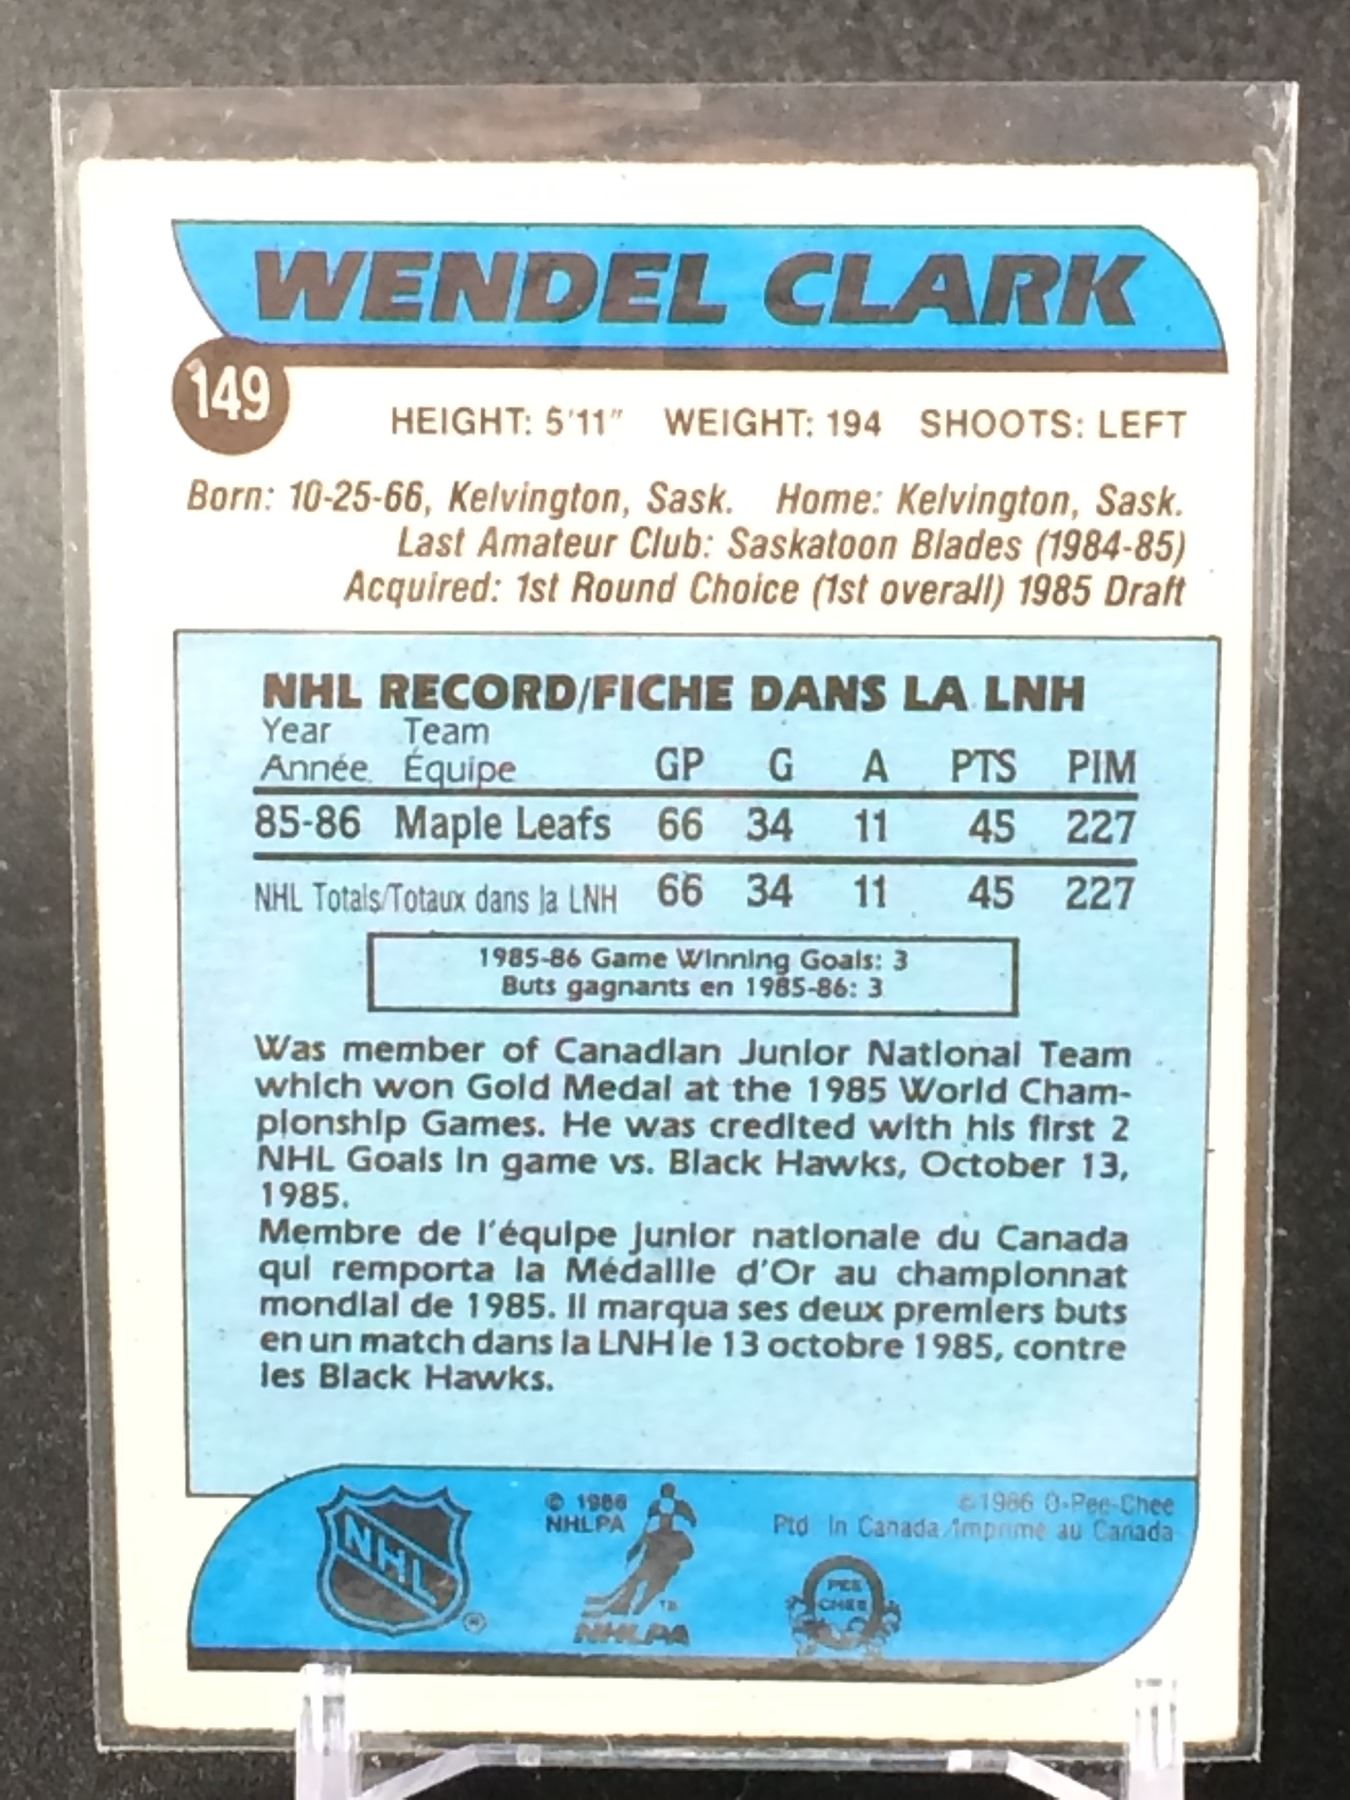 WENDEL CLARK
149
HEIGHT: 5'11" WEIGHT: 194 SHOOTS: LEFT
Born: 10-25-66, Kelvington, Sask. Home: Kelvington, Sask.
Last Amateur Club: Saskatoon Blades (1984-85)
Acquired: 1st Round Choice (1st overall) 1985 Draft
NHL RECORD/FICHE DANS LA LNH
Year Team
Année Équipe GP G A PTS PIM
85-86 Maple Leafs 66 34 11 45 227
NHL Totals/Totaux dans la LNH 66 34 11 45 227
1985-86 Game Winning Goals: 3
Buts gagnants en 1985-86: 3
Was member of Canadian Junior National Team
which won Gold Medal at the 1985 World Cham-
pionship Games. He was credited with his first 2
NHL Goals in game vs. Black Hawks, October 13,
1985.
Membre de l'équipe junior nationale du Canada
qui remporta la Médaille d'Or au championnat
mondial de 1985. Il marqua ses deux premiers buts
en un match dans la LNH le 13 octobre 1985, contre
les Black Hawks.
NHL ®
© 1986
NHLPA
TM
NHLPA
© 1986 O-Pee-Chee
Ptd in Canada/Imprimé au Canada
PEE
CHEE